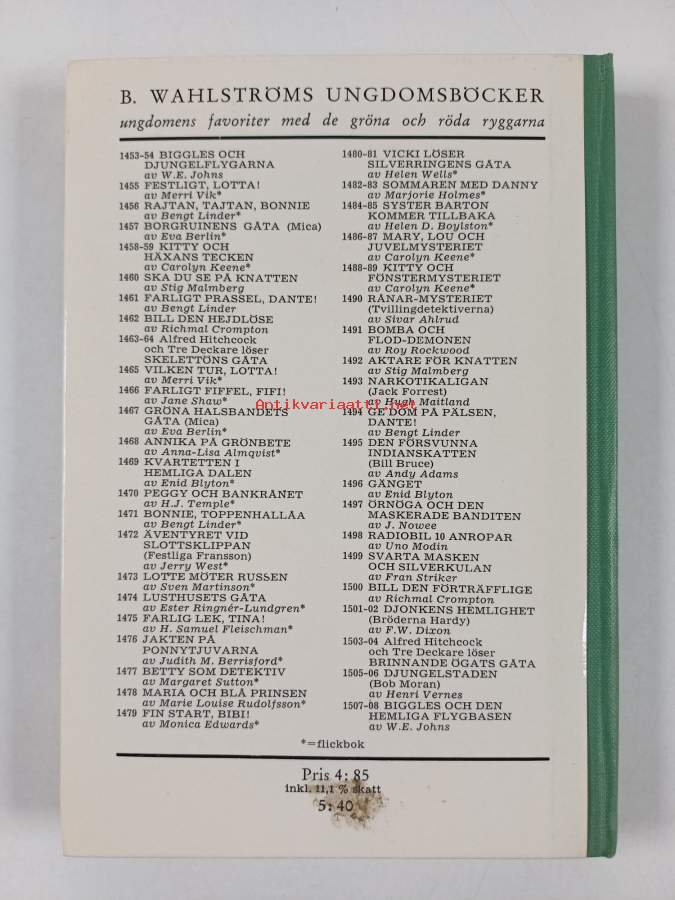 B. WAHLSTRÖMS UNGDOMSBÖCKER
ungdomens favoriter med de gröna och röda ryggarna
1453-54 BIGGLES OCH
DJUNGELFLYGARNA
av W.E. Johns
1455 FESTLIGT, LOTTA!
av Merri Vik*
1456 RAJTAN, TAJTAN, BONNIE
av Bengt Linder*
1457 BORGRUINENS GÅTA (Mica)
av Eva Berlin*
1458-59 KITTY OCH
HÄXANS TECKEN
av Carolyn Keene*
1460 SKA DU SE PÅ KNATTEN
av Stig Malmberg
1461 FARLIGT PRASSEL, DANTE!
av Bengt Linder
1462 BILL DEN HEJDLÖSE
av Richmal Crompton
1463-64 Alfred Hitchcock
och Tre Deckare löser
SKELETTÖNS GÅTA
1465 VILKEN TUR, LOTTA!
av Merri Vik*
1466 FARLIGT FIFFEL, FIFI!
av Jane Shaw*
1467 GRÖNA HALSBANDETS
GÅTA (Mica)
av Eva Berlin*
1468 ANNIKA PÅ GRÖNBETE
av Anna-Lisa Almqvist*
1469 KVARTETTEN I
HEMLIGA DALEN
av Enid Blyton*
1470 PEGGY OCH BANKRÅNET
av H.J. Temple*
1471 BONNIE, TOPPENHALLÅA
av Bengt Linder*
1472 ÄVENTYRET VID
SLOTTSKLIPPAN
(Festliga Fransson)
av Jerry West*
1473 LOTTE MÖTER RUSSEN
av Sven Martinson*
1474 LUSTHUSETS GÅTA
av Ester Ringnér-Lundgren*
1475 FARLIG LEK, TINA!
av H. Samuel Fleischman*
1476 JAKTEN PÅ
PONNYTJUVARNA
av Judith M. Berrisford*
1477 BETTY SOM DETEKTIV
av Margaret Sutton*
1478 MARIA OCH BLÅ PRINSEN
av Marie Louise Rudolfsson*
1479 FIN START, BIBI!
av Monica Edwards*
1480-81 VICKI LÖSER
SILVERRINGENS GÅTA
av Helen Wells*
1482-83 SOMMAREN MED DANNY
av Marjorie Holmes*
1484-85 SYSTER BARTON
KOMMER TILLBAKA
av Helen D. Boylston*
1486-87 MARY, LOU OCH
JUVELMYSTERIET
av Carolyn Keene*
1488-89 KITTY OCH
FÖNSTERMYSTERIET
av Carolyn Keene*
1490 RÅNAR-MYSTERIET
(Tvillingdetektiverna)
av Sivar Ahlrud
1491 BOMBA OCH
FLOD-DEMONEN
av Roy Rockwood
1492 AKTARE FÖR KNATTEN
av Stig Malmberg
1493 NARKOTIKALIGAN
(Jack Forrest)
av Hugh Maitland
Antikvariaatti.net
1494 GE DOM PÅ PÄLSEN,
DANTE!
av Bengt Linder
1495 DEN FÖRSVUNNA
INDIANSKATTEN
(Bill Bruce)
av Andy Adams
1496 GÄNGET
av Enid Blyton
1497 ÖRNÖGA OCH DEN
MASKERADE BANDITEN
av J. Nowee
1498 RADIOBIL 10 ANROPAR
av Uno Modin
1499 SVARTA MASKEN
OCH SILVERKULAN
av Fran Striker
1500 BILL DEN FÖRTRÄFFLIGE
av Richmal Crompton
1501-02 DJONKENS HEMLIGHET
(Bröderna Hardy)
av F.W. Dixon
1503-04 Alfred Hitchcock
och Tre Deckare löser
BRINNANDE ÖGATS GÅTA
1505-06 DJUNGELSTADEN
(Bob Moran)
av Henri Vernes
1507-08 BIGGLES OCH DEN
HEMLIGA FLYGBASEN
av W.E. Johns
*=flickbok
Pris 4: 85
inkl. 11,1 % skatt
5: 40